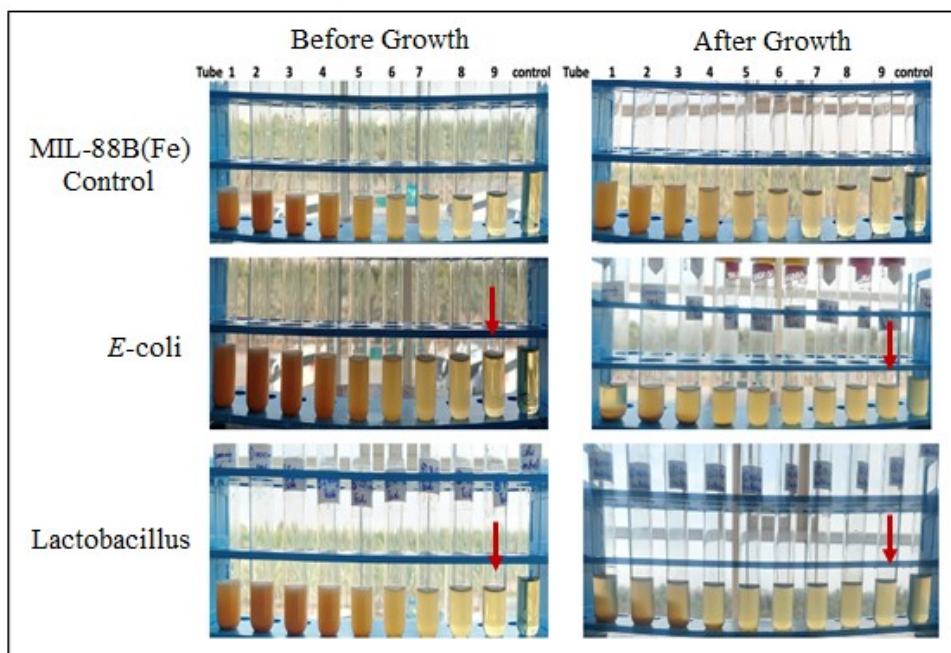 Before Growth
After Growth
Tube 1 2 3 4 5 6 7 8 9 control
Tube 1 2 3 4 5 6 7 8 9 control
MIL-88B(Fe)
Control
E-coli
Lactobacillus